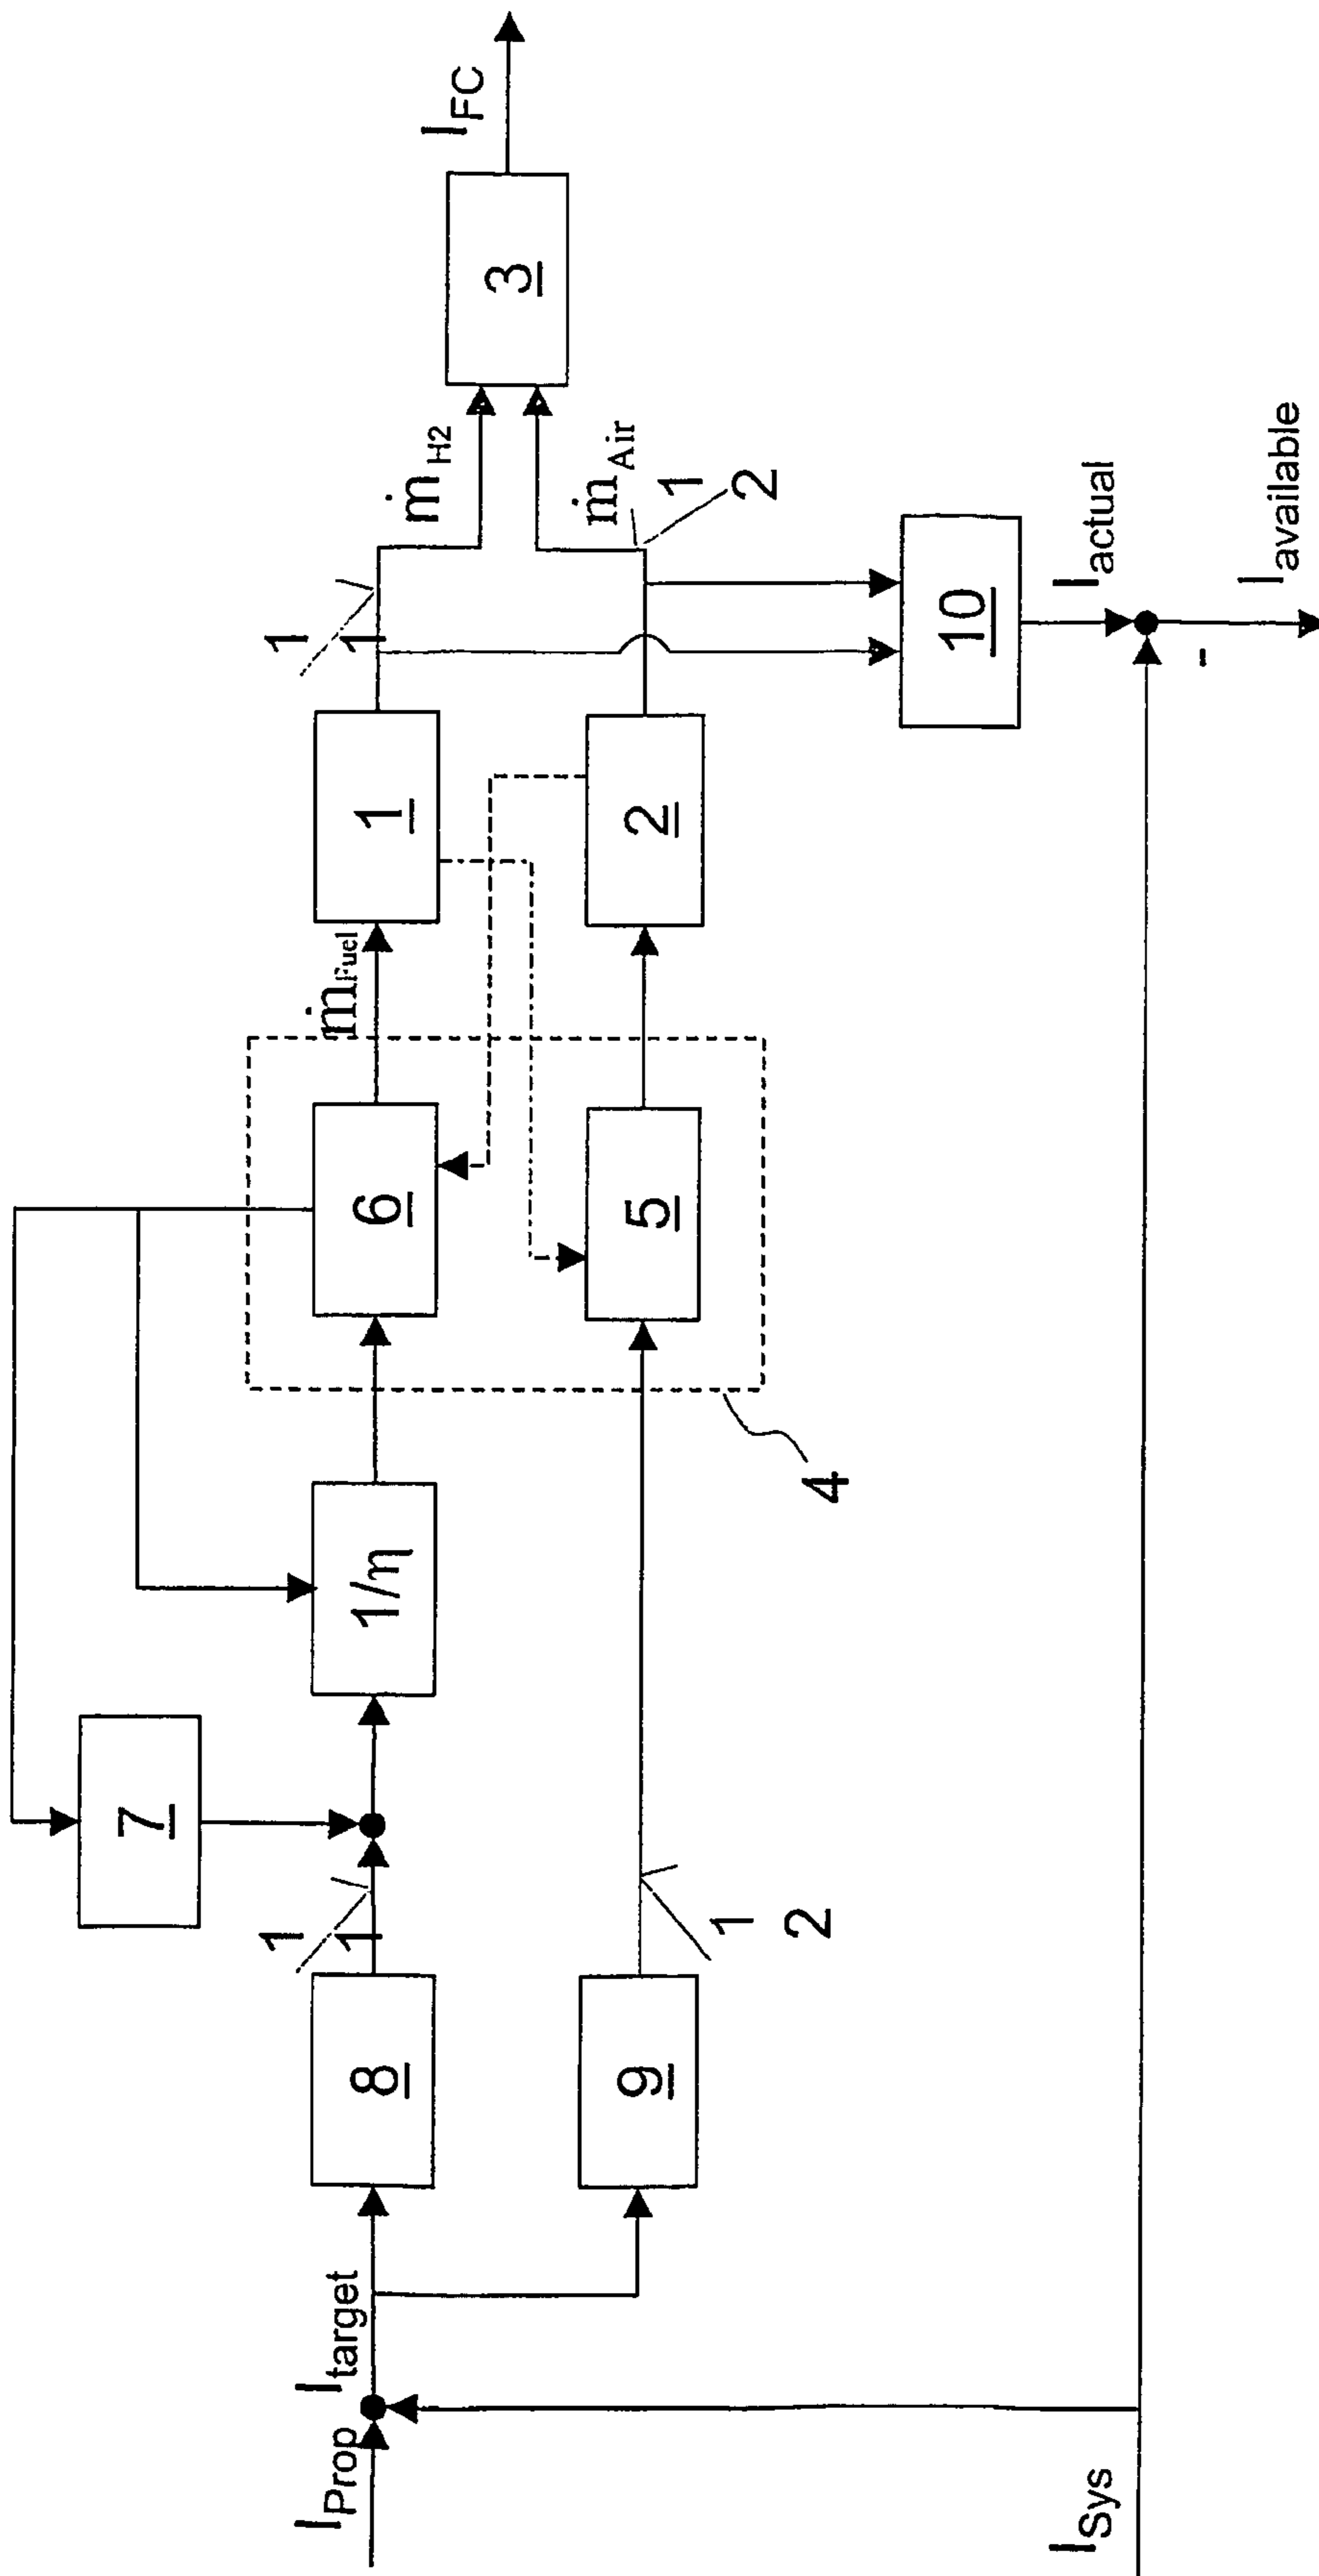 I_Prop
I_target
8
1
1
7
1/η
6
ṁ_Fuel
1
1
1
ṁ_H2
3
I_FC
9
1
2
4
5
2
ṁ_Air
1
2
10
I_actual
I_Sys
-
I_available